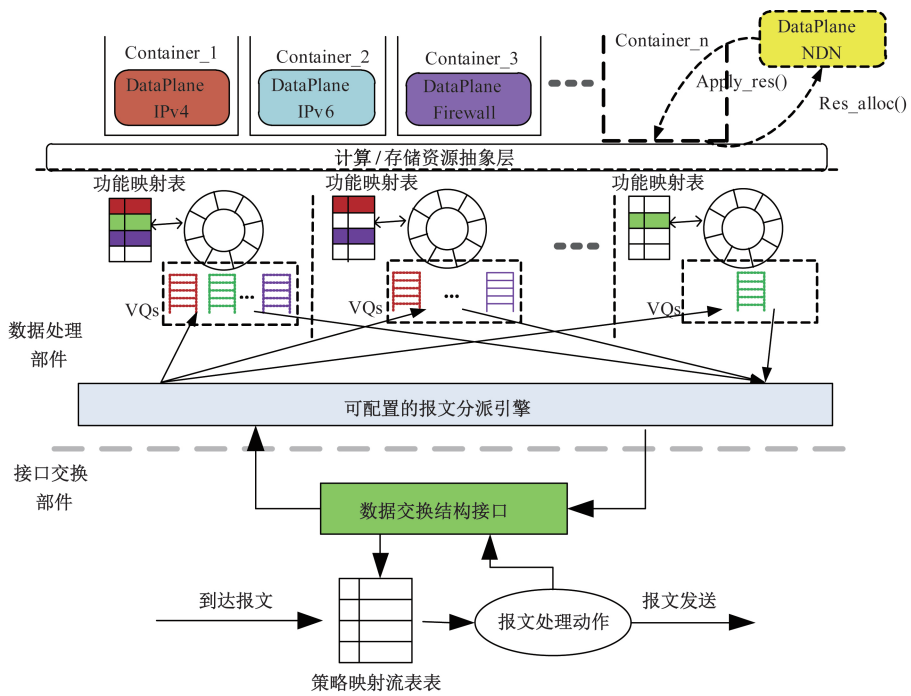 Container_1
DataPlane
IPv4
Container_2
DataPlane
IPv6
Container_3
DataPlane
Firewall
Container_n
DataPlane
NDN
Apply_res()
Res_alloc()
计算/存储资源抽象层
功能映射表
功能映射表
功能映射表
VQs
...
VQs
...
VQs
数据处理
部件
可配置的报文分派引擎
接口交换
部件
数据交换结构接口
到达报文
报文处理动作
报文发送
策略映射流表表